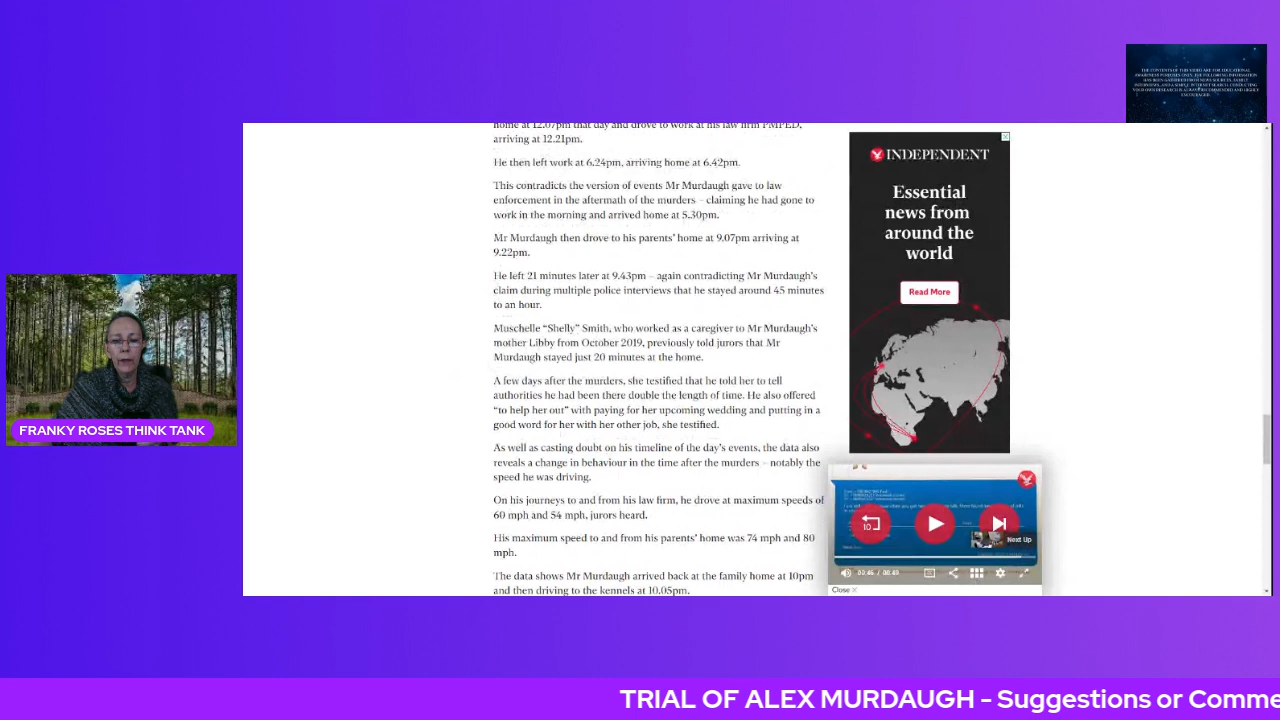 THE CONTENTS OF THIS VIDEO ARE FOR EDUCATIONAL
home at 12.07pm that day and drove to work at his law firm PMPED,
arriving at 12.21pm.
He then left work at 6.24pm, arriving home at 6.42pm.
This contradicts the version of events Mr Murdaugh gave to law
enforcement in the aftermath of the murders – claiming he had gone to
work in the morning and arrived home at 5.30pm.
Mr Murdaugh then drove to his parents' home at 9.07pm arriving at
9.22pm.
He left 21 minutes later at 9.43pm – again contradicting Mr Murdaugh's
claim during multiple police interviews that he stayed around 45 minutes
to an hour.
Muschelle “Shelly” Smith, who worked as a caregiver to Mr Murdaugh's
mother Libby from October 2019, previously told jurors that Mr
Murdaugh stayed just 20 minutes at the home.
A few days after the murders, she testified that he told her to tell
authorities he had been there double the length of time. He also offered
“to help her out” with paying for her upcoming wedding and putting in a
good word for her with her other job, she testified.
As well as casting doubt on his timeline of the day's events, the data also
reveals a change in behaviour in the time after the murders – notably the
speed he was driving.
On his journeys to and from his law firm, he drove at maximum speeds of
60 mph and 54 mph, jurors heard.
His maximum speed to and from his parents' home was 74 mph and 80
mph.
The data shows Mr Murdaugh arrived back at the family home at 10pm
and then driving to the kennels at 10.05pm.
INDEPENDENT
Essential
news from
around the
world
Read More
10
Next Up
Close X
FRANKY ROSES THINK TANK
TRIAL OF ALEX MURDAUGH - Suggestions or Comme